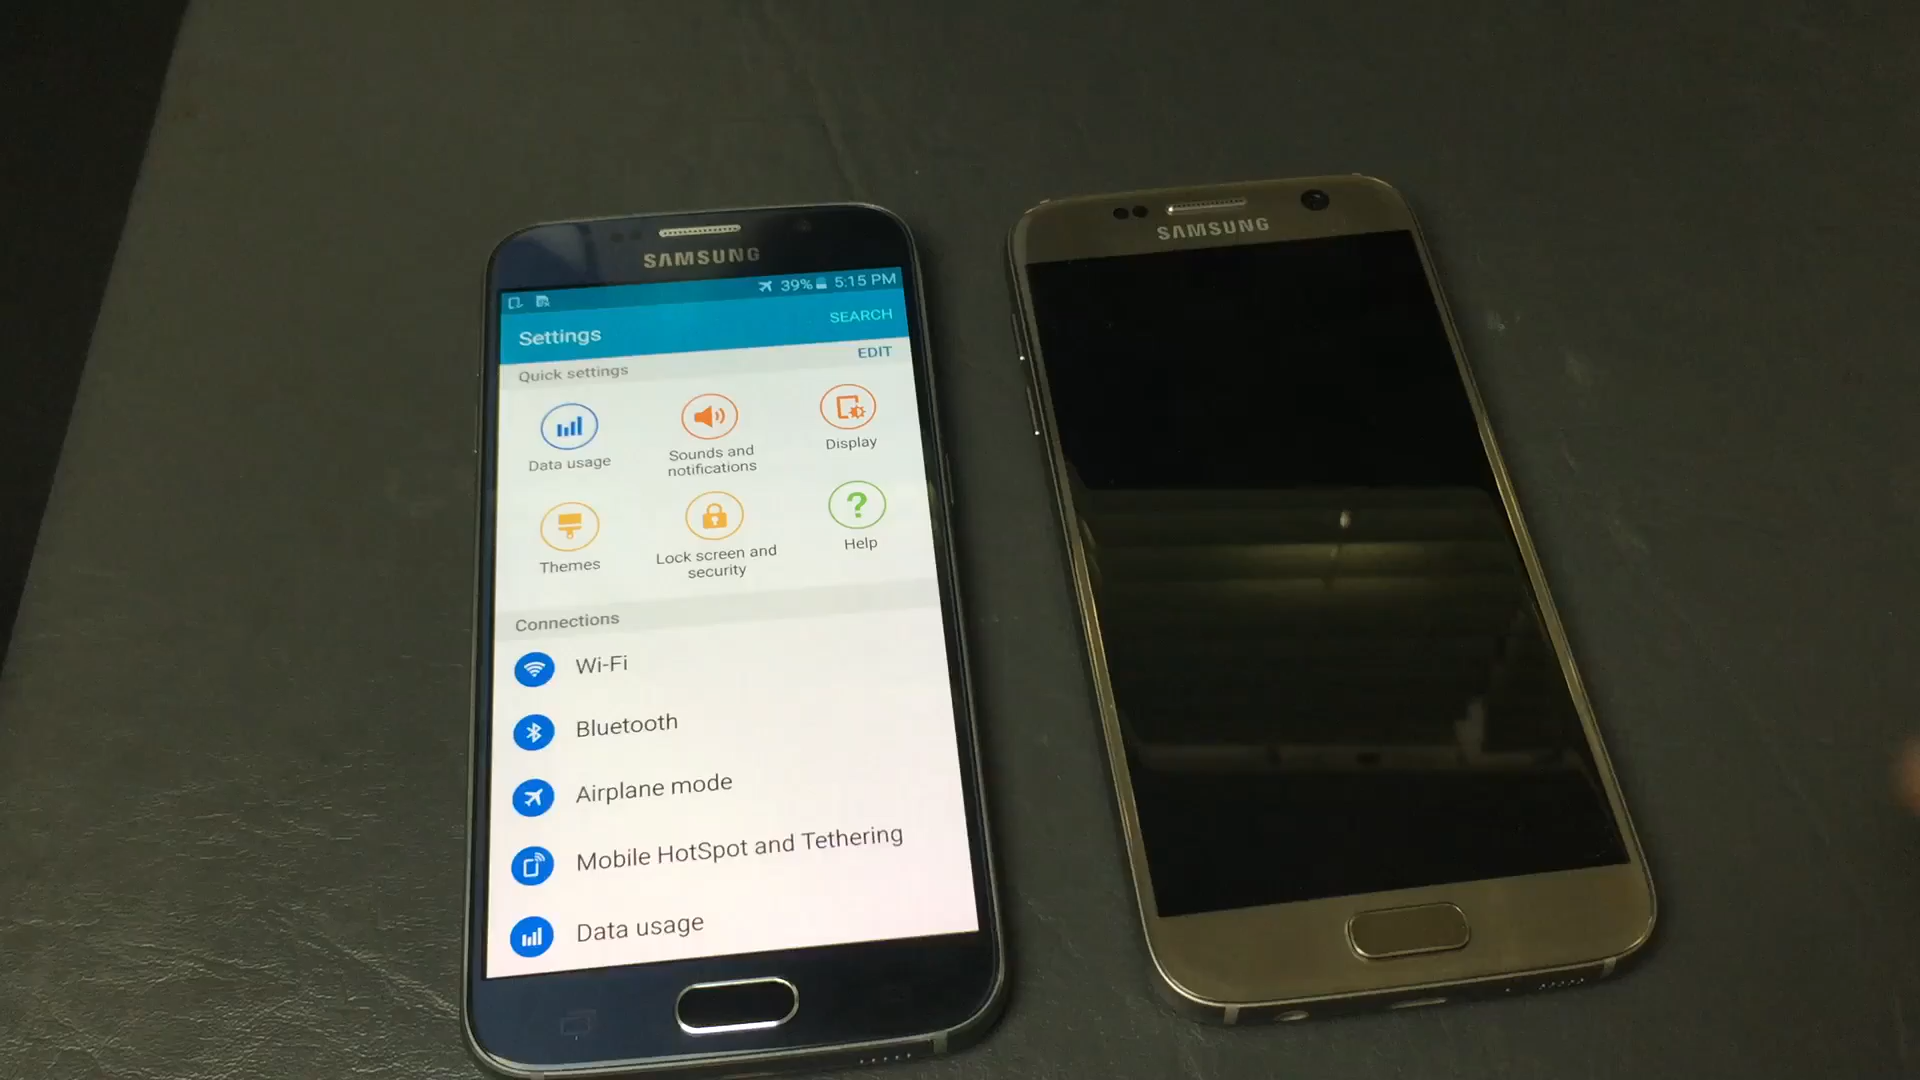 SAMSUNG
39% 5:15 PM
Settings
SEARCH
Quick settings
EDIT
Data usage
Sounds and
notifications
Display
Themes
Lock screen and
security
Help
Connections
Wi-Fi
Bluetooth
Airplane mode
Mobile HotSpot and Tethering
Data usage
SAMSUNG